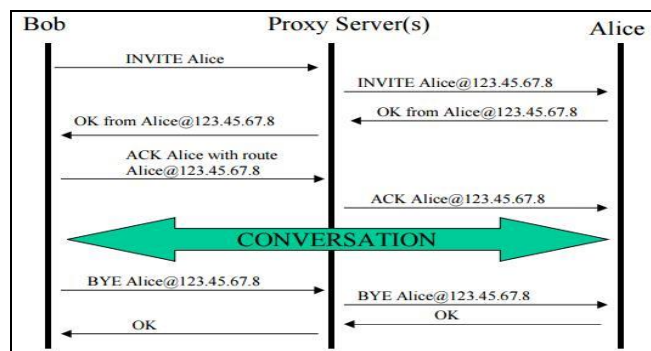 Bob Proxy Server(s) Alice
INVITE Alice
INVITE Alice@123.45.67.8
OK from Alice@123.45.67.8
OK from Alice@123.45.67.8
ACK Alice with route
Alice@123.45.67.8
ACK Alice@123.45.67.8
CONVERSATION
BYE Alice@123.45.67.8
BYE Alice@123.45.67.8
OK
OK